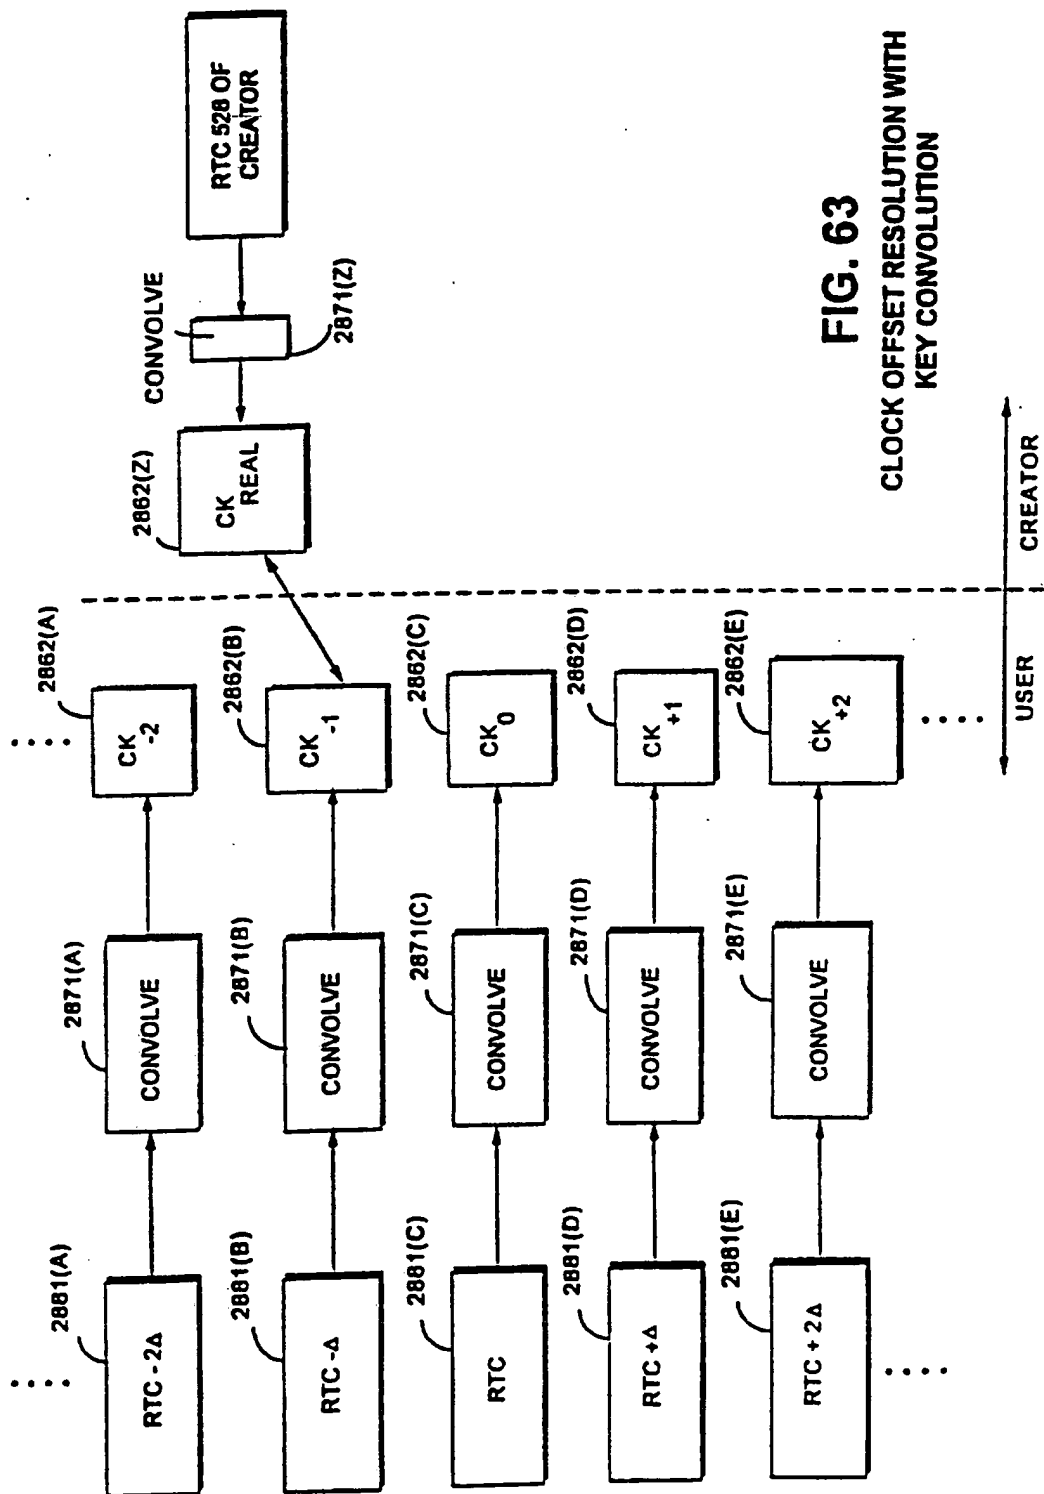 RTC - 2Δ
2881(A)
CONVOLVE
2871(A)
CK -2
2862(A)
RTC -Δ
2881(B)
CONVOLVE
2871(B)
CK -1
2862(B)
RTC
2881(C)
CONVOLVE
2871(C)
CK 0
2862(C)
RTC +Δ
2881(D)
CONVOLVE
2871(D)
CK +1
2862(D)
RTC + 2Δ
2881(E)
CONVOLVE
2871(E)
CK +2
2862(E)
2862(Z)
CK REAL
CONVOLVE
2871(Z)
RTC 528 OF
CREATOR
USER
CREATOR
FIG. 63
CLOCK OFFSET RESOLUTION WITH
KEY CONVOLUTION